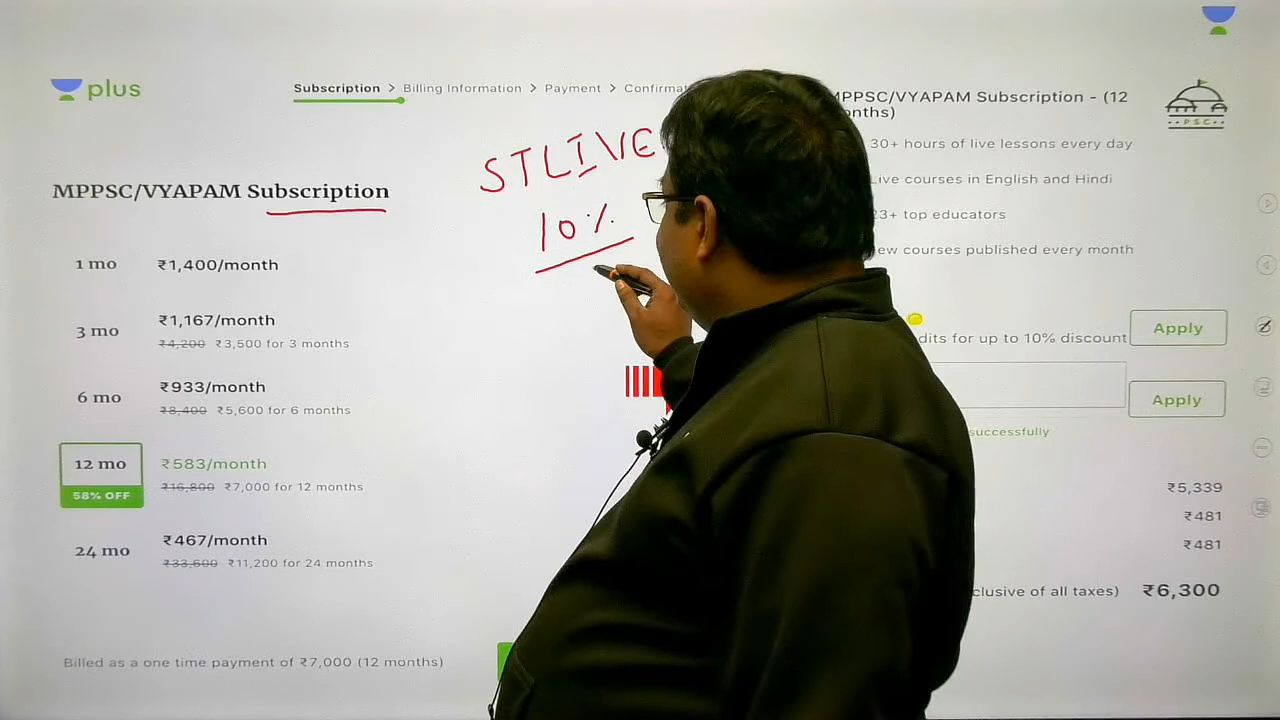 plus
Subscription > Billing Information > Payment >
MPPSC/VYAPAM Subscription - (12
PSC
30+ hours of live lessons every day
STLIVE
Live courses in English and Hindi
MPPSC/VYAPAM Subscription
23+ top educators
10%
courses published every month
1 mo ₹1,400/month
3 mo ₹1,167/month
₹4,200 ₹3,500 for 3 months
for up to 10% discount Apply
6 mo ₹933/month
₹8,400 ₹5,600 for 6 months
Apply
successfully
12 mo ₹583/month
58% OFF ₹16,800 ₹7,000 for 12 months
₹5,339
₹481
₹481
24 mo ₹467/month
₹33,600 ₹11,200 for 24 months
of all taxes) ₹6,300
Billed as a one time payment of ₹7,000 (12 months)